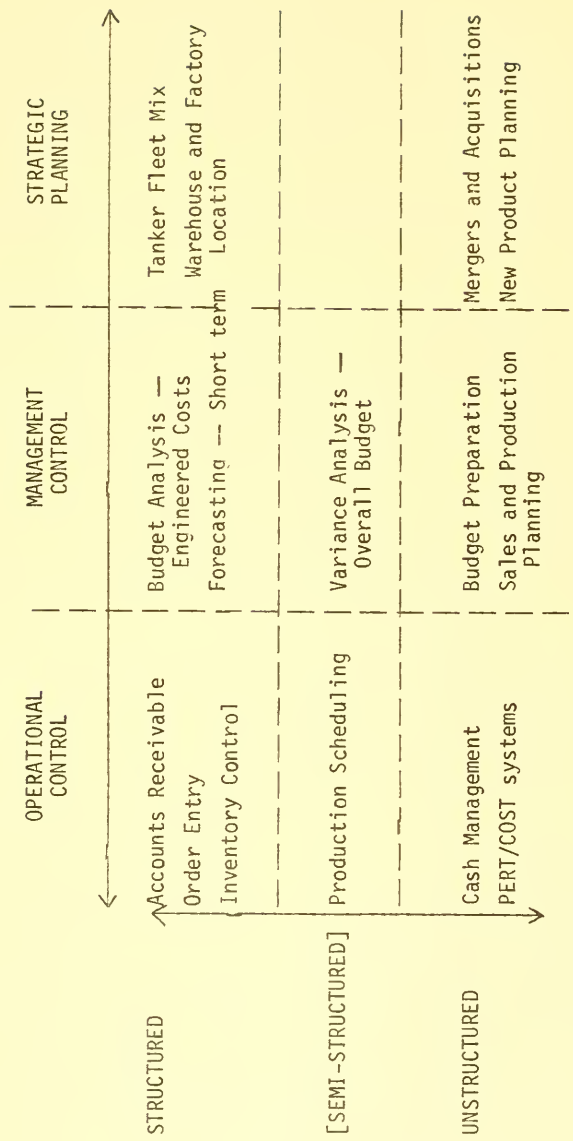 OPERATIONAL
CONTROL
MANAGEMENT
CONTROL
STRATEGIC
PLANNING
STRUCTURED
Accounts Receivable
Order Entry
Inventory Control
Budget Analysis —
Engineered Costs
Forecasting -- Short term
Tanker Fleet Mix
Warehouse and Factory
Location
[SEMI-STRUCTURED]
Production Scheduling
Variance Analysis —
Overall Budget
UNSTRUCTURED
Cash Management
PERT/COST systems
Budget Preparation
Sales and Production
Planning
Mergers and Acquisitions
New Product Planning